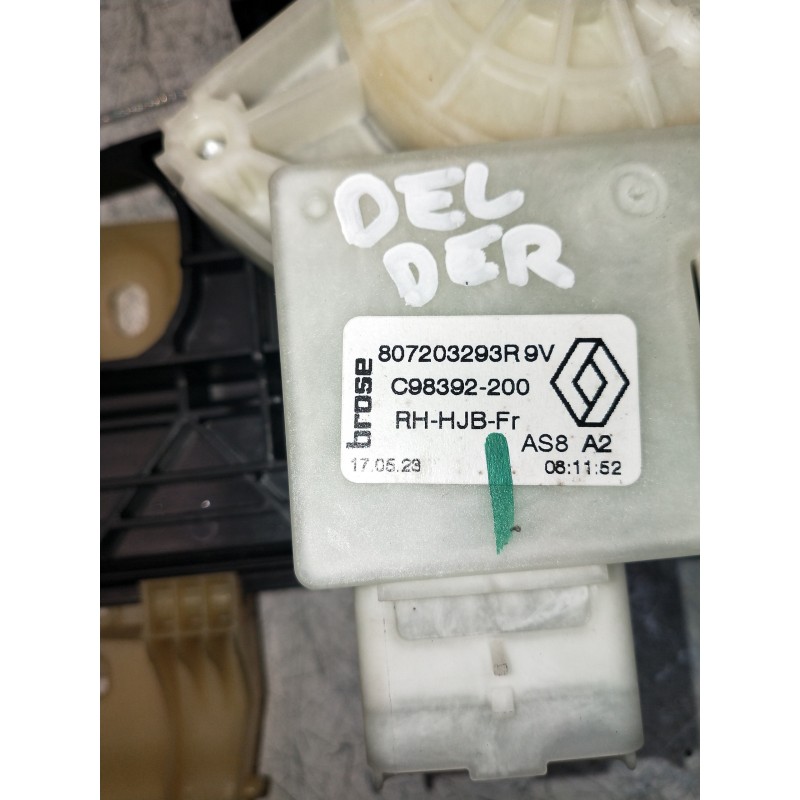 DEL
DER
brose
807203293R 9V
C98392-200
RH-HJB-Fr
AS8 A2
17.05.23 08:11:52